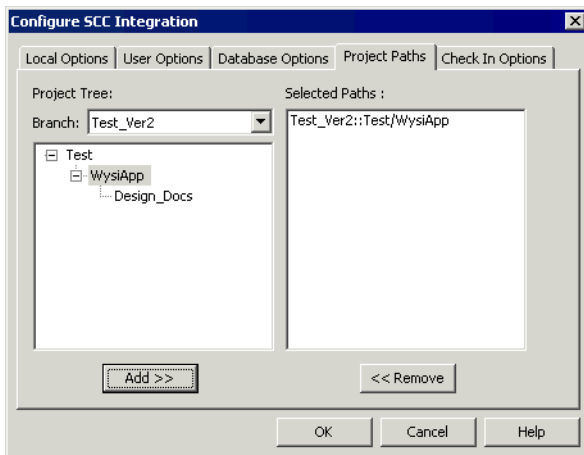 Configure SCC Integration
Local Options User Options Database Options Project Paths Check In Options
Project Tree:
Selected Paths :
Branch: Test_Ver2
Test_Ver2::Test/WysiApp
Test
WysiApp
Design_Docs
Add >>
<< Remove
OK Cancel Help